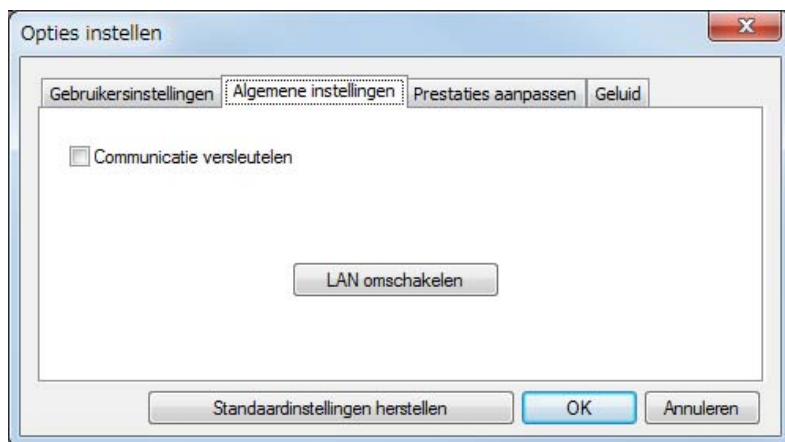 Opties instellen
Gebruikersinstellingen Algemene instellingen Prestaties aanpassen Geluid
Communicatie versleutelen
LAN omschakelen
Standaardinstellingen herstellen OK Annuleren